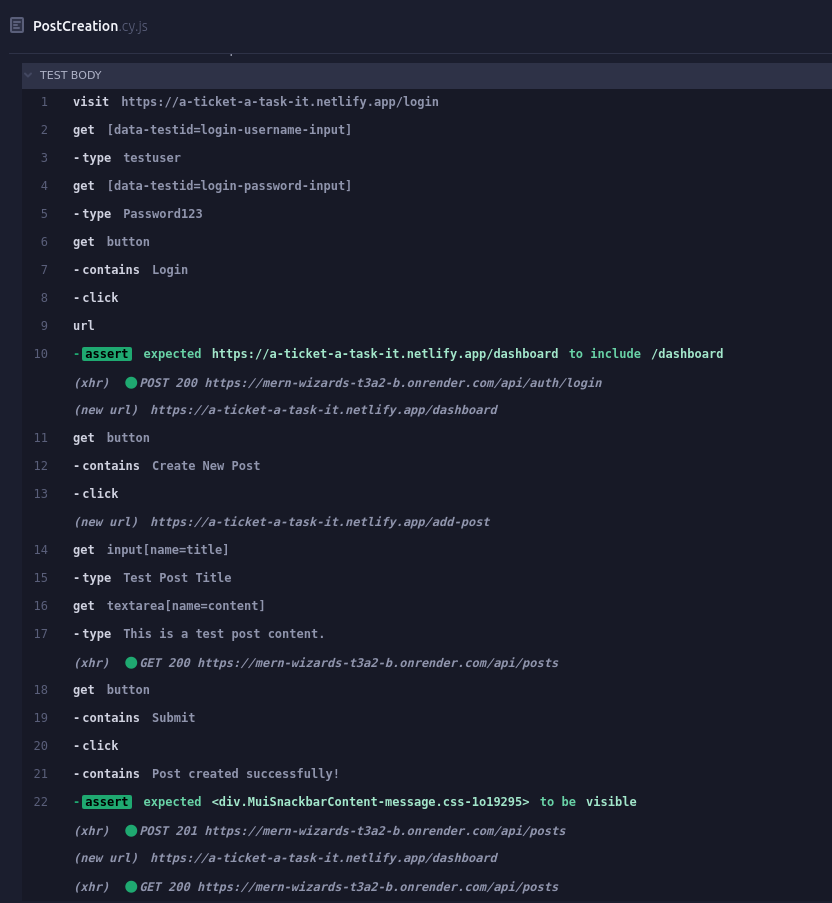 PostCreation.cy.js
TEST BODY
1 visit https://a-ticket-a-task-it.netlify.app/login
2 get [data-testid=login-username-input]
3 -type testuser
4 get [data-testid=login-password-input]
5 -type Password123
6 get button
7 -contains Login
8 -click
9 url
10 -assert expected https://a-ticket-a-task-it.netlify.app/dashboard to include /dashboard
(xhr) POST 200 https://mern-wizards-t3a2-b.onrender.com/api/auth/login
(new url) https://a-ticket-a-task-it.netlify.app/dashboard
11 get button
12 -contains Create New Post
13 -click
(new url) https://a-ticket-a-task-it.netlify.app/add-post
14 get input[name=title]
15 -type Test Post Title
16 get textarea[name=content]
17 -type This is a test post content.
(xhr) GET 200 https://mern-wizards-t3a2-b.onrender.com/api/posts
18 get button
19 -contains Submit
20 -click
21 -contains Post created successfully!
22 -assert expected <div.MuiSnackbarContent-message.css-1o19295> to be visible
(xhr) POST 201 https://mern-wizards-t3a2-b.onrender.com/api/posts
(new url) https://a-ticket-a-task-it.netlify.app/dashboard
(xhr) GET 200 https://mern-wizards-t3a2-b.onrender.com/api/posts